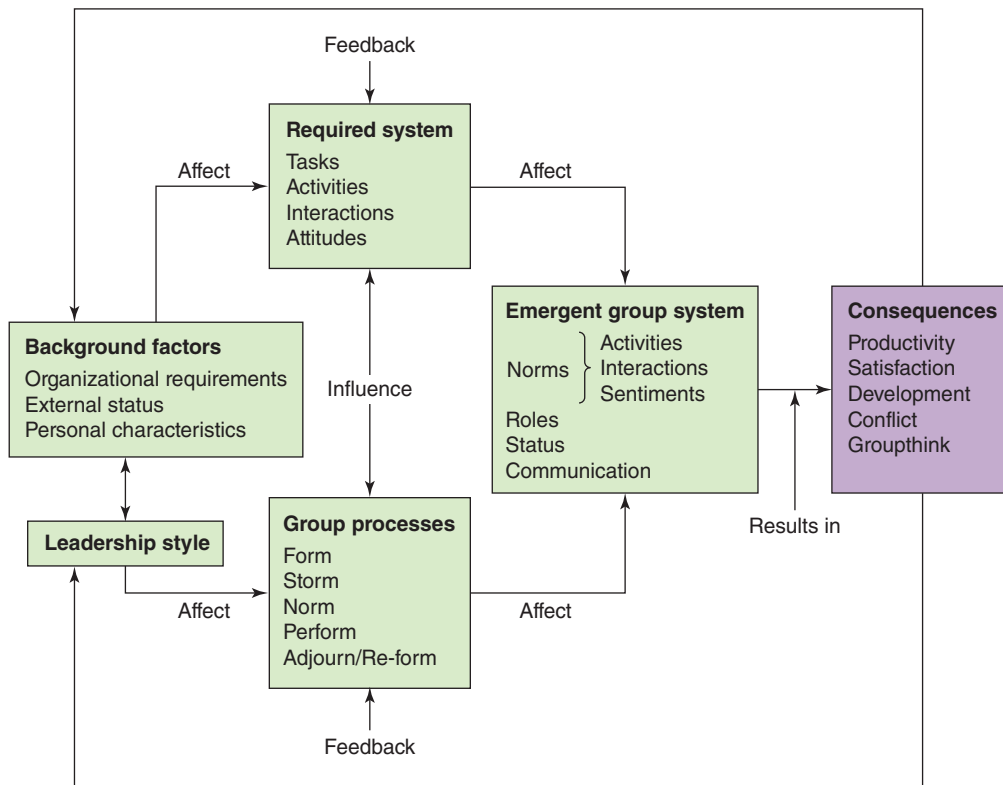 Feedback
Required system
Tasks
Activities
Interactions
Attitudes
Affect
Affect
Background factors
Organizational requirements
External status
Personal characteristics
Influence
Emergent group system
Norms
Activities
Interactions
Sentiments
Roles
Status
Communication
Consequences
Productivity
Satisfaction
Development
Conflict
Groupthink
Results in
Leadership style
Affect
Group processes
Form
Storm
Norm
Perform
Adjourn/Re-form
Affect
Feedback